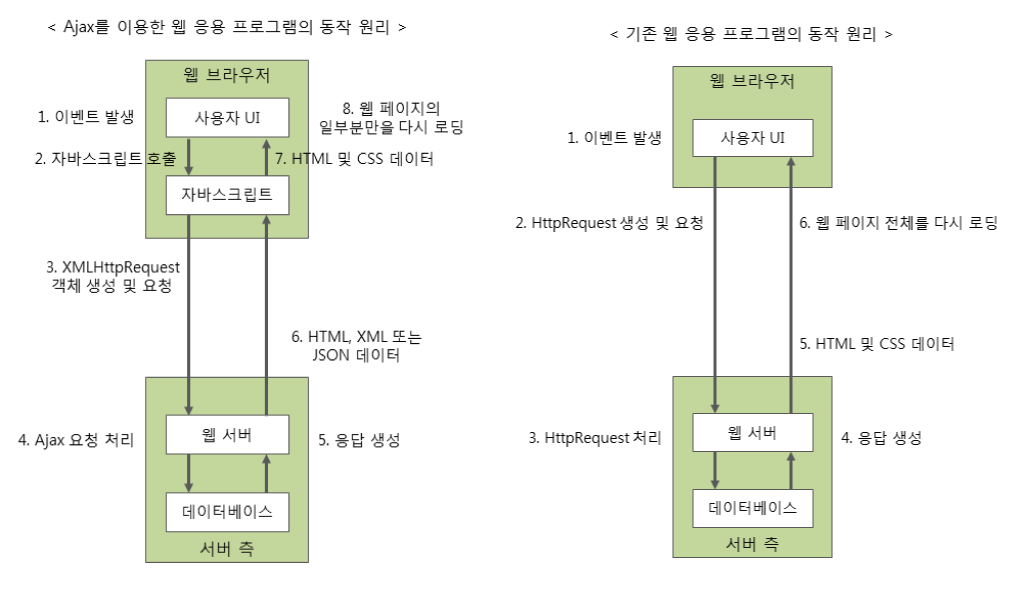 < Ajax를 이용한 웹 응용 프로그램의 동작 원리 >
웹 브라우저
1. 이벤트 발생
사용자 UI
8. 웹 페이지의
일부분만을 다시 로딩
2. 자바스크립트 호출
7. HTML 및 CSS 데이터
자바스크립트
3. XMLHttpRequest
객체 생성 및 요청
6. HTML, XML 또는
JSON 데이터
4. Ajax 요청 처리
웹 서버
5. 응답 생성
데이터베이스
서버 측
< 기존 웹 응용 프로그램의 동작 원리 >
웹 브라우저
1. 이벤트 발생
사용자 UI
2. HttpRequest 생성 및 요청
6. 웹 페이지 전체를 다시 로딩
5. HTML 및 CSS 데이터
3. HttpRequest 처리
웹 서버
4. 응답 생성
데이터베이스
서버 측